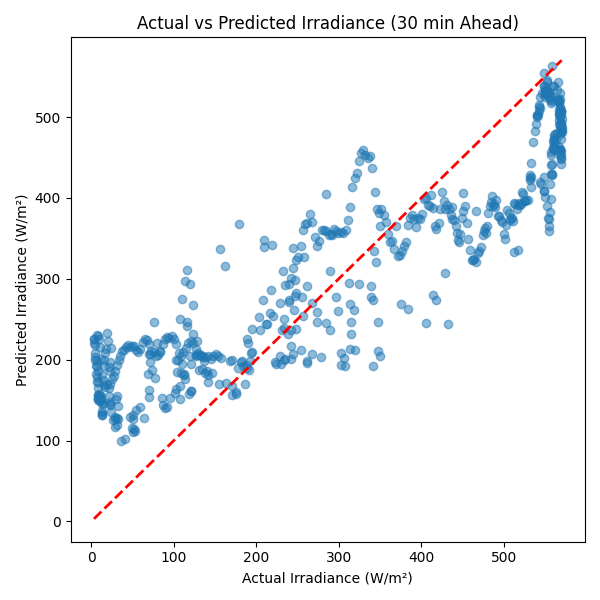 Actual vs Predicted Irradiance (30 min Ahead)
Predicted Irradiance (W/m²)
500
400
300
200
100
0
0 100 200 300 400 500
Actual Irradiance (W/m²)